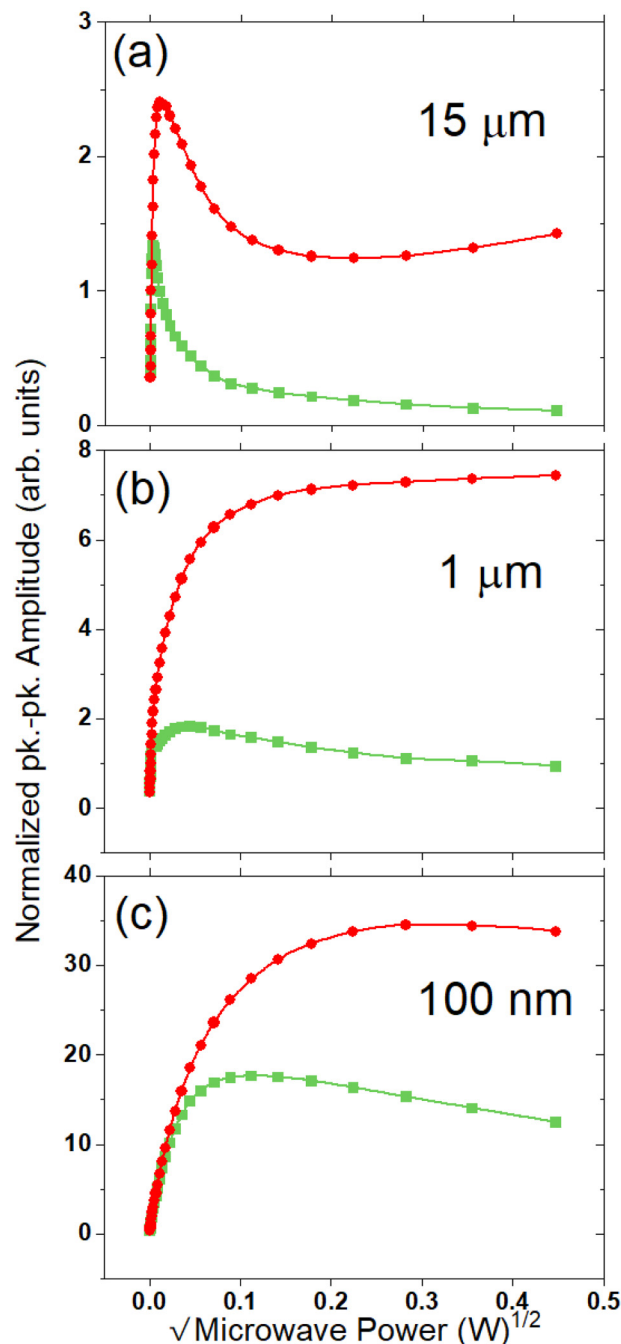 Normalized pk.-pk. Amplitude (arb. units)
(a)
15 μm
3
2
1
0
(b)
1 μm
8
6
4
2
0
(c)
100 nm
40
30
20
10
0
0.0 0.1 0.2 0.3 0.4 0.5
√Microwave Power (W)^1/2